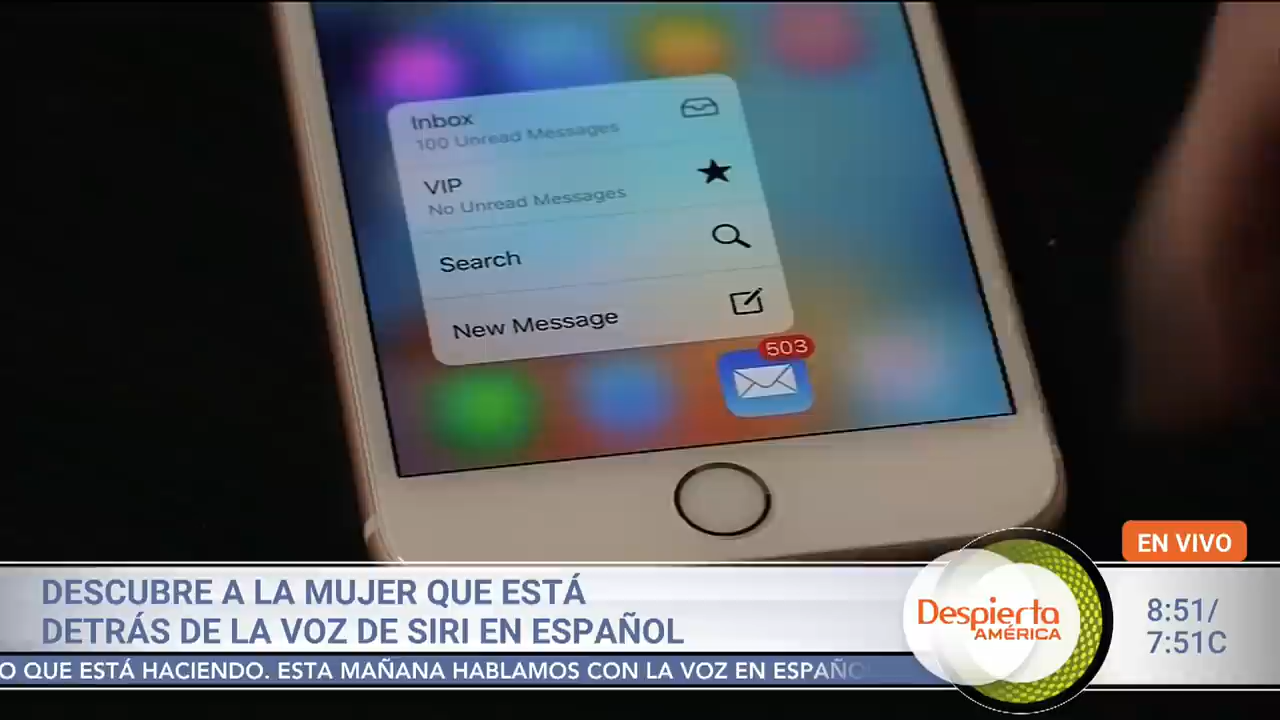 Inbox
100 Unread Messages
VIP
No Unread Messages
Search
New Message
503
EN VIVO
DESCUBRE A LA MUJER QUE ESTÁ
DETRÁS DE LA VOZ DE SIRI EN ESPAÑOL
Despierta
AMÉRICA
8:51/
7:51C
O QUE ESTÁ HACIENDO. ESTA MAÑANA HABLAMOS CON LA VOZ EN ESPAÑO